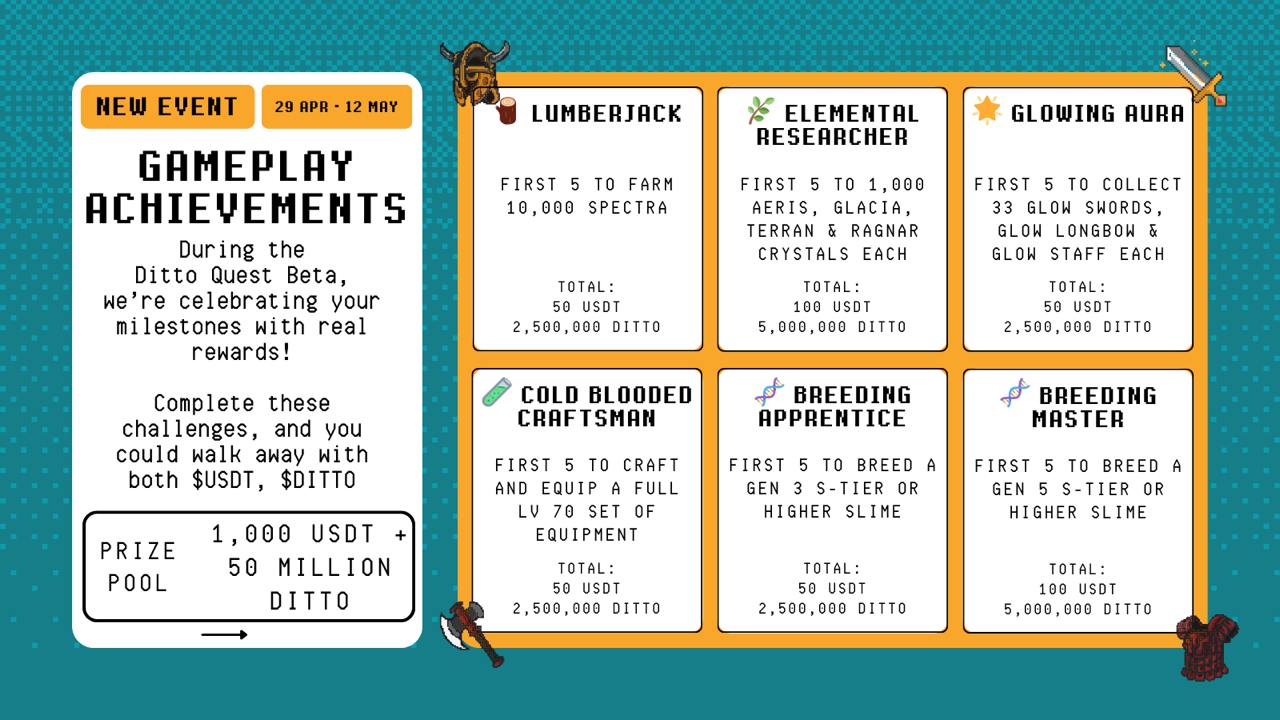 NEW EVENT
29 APR - 12 MAY
GAMEPLAY
ACHIEVEMENTS
During the
Ditto Quest Beta,
we're celebrating your
milestones with real
rewards!
Complete these
challenges, and you
could walk away with
both $USDT, $DITTO
PRIZE
POOL
1,000 USDT +
50 MILLION
DITTO
LUMBERJACK
FIRST 5 TO FARM
10,000 SPECTRA
TOTAL:
50 USDT
2,500,000 DITTO
ELEMENTAL
RESEARCHER
FIRST 5 TO 1,000
AERIS, GLACIA,
TERRAN & RAGNAR
CRYSTALS EACH
TOTAL:
100 USDT
5,000,000 DITTO
GLOWING AURA
FIRST 5 TO COLLECT
33 GLOW SWORDS,
GLOW LONGBOW &
GLOW STAFF EACH
TOTAL:
50 USDT
2,500,000 DITTO
COLD BLOODED
CRAFTSMAN
FIRST 5 TO CRAFT
AND EQUIP A FULL
LV 70 SET OF
EQUIPMENT
TOTAL:
50 USDT
2,500,000 DITTO
BREEDING
APPRENTICE
FIRST 5 TO BREED A
GEN 3 S-TIER OR
HIGHER SLIME
TOTAL:
50 USDT
2,500,000 DITTO
BREEDING
MASTER
FIRST 5 TO BREED A
GEN 5 S-TIER OR
HIGHER SLIME
TOTAL:
100 USDT
5,000,000 DITTO